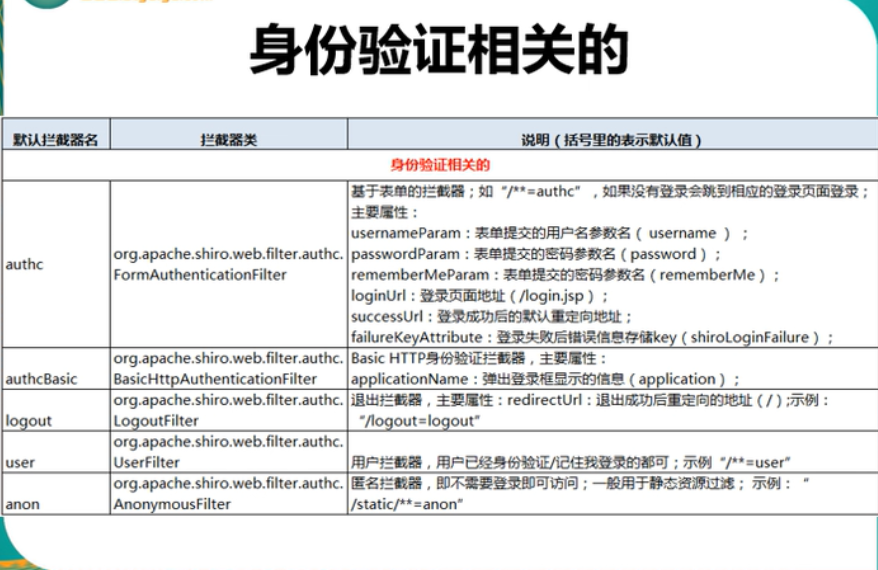 身份验证相关的
默认拦截器名 拦截器类 说明（括号里的表示默认值）
身份验证相关的
authc
org.apache.shiro.web.filter.authc.
FormAuthenticationFilter
基于表单的拦截器；如“/**=authc”，如果没有登录会跳到相应的登录页面登录；
主要属性：
usernameParam：表单提交的用户名参数名（ username ） ；
passwordParam：表单提交的密码参数名（password）；
rememberMeParam：表单提交的密码参数名（rememberMe）；
loginUrl：登录页面地址（/login.jsp）；
successUrl：登录成功后的默认重定向地址；
failureKeyAttribute：登录失败后错误信息存储key（shiroLoginFailure）；
authcBasic
org.apache.shiro.web.filter.authc.
BasicHttpAuthenticationFilter
Basic HTTP身份验证拦截器，主要属性：
applicationName：弹出登录框显示的信息（application）；
logout
org.apache.shiro.web.filter.authc.
LogoutFilter
退出拦截器，主要属性：redirectUrl：退出成功后重定向的地址（/）;示例：
“/logout=logout”
user
org.apache.shiro.web.filter.authc.
UserFilter
用户拦截器，用户已经身份验证/记住我登录的都可；示例“/**=user”
anon
org.apache.shiro.web.filter.authc.
AnonymousFilter
匿名拦截器，即不需要登录即可访问；一般用于静态资源过滤； 示例： “
/static/**=anon”